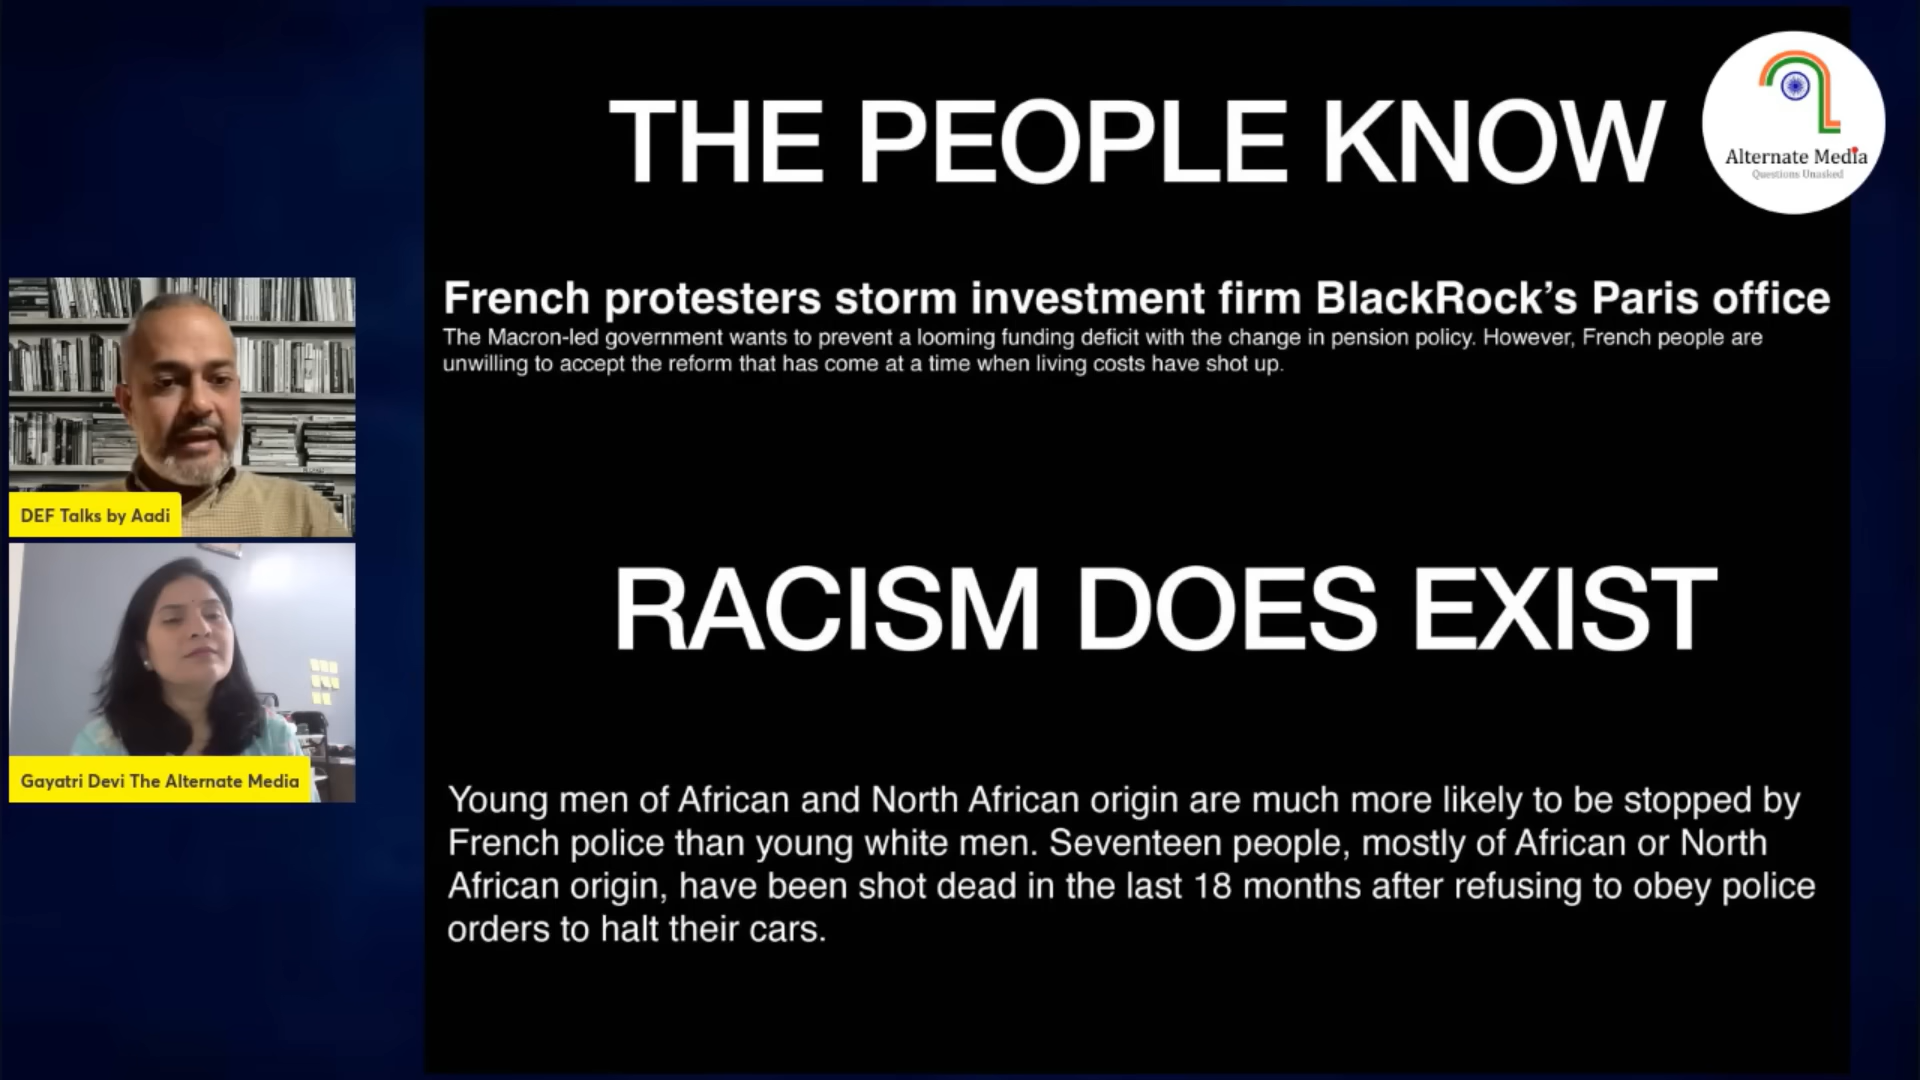 THE PEOPLE KNOW
Alternate Media
Questions Unasked
French protesters storm investment firm BlackRock’s Paris office
The Macron-led government wants to prevent a looming funding deficit with the change in pension policy. However, French people are
unwilling to accept the reform that has come at a time when living costs have shot up.
DEF Talks by Aadi
RACISM DOES EXIST
Gayatri Devi The Alternate Media
Young men of African and North African origin are much more likely to be stopped by
French police than young white men. Seventeen people, mostly of African or North
African origin, have been shot dead in the last 18 months after refusing to obey police
orders to halt their cars.